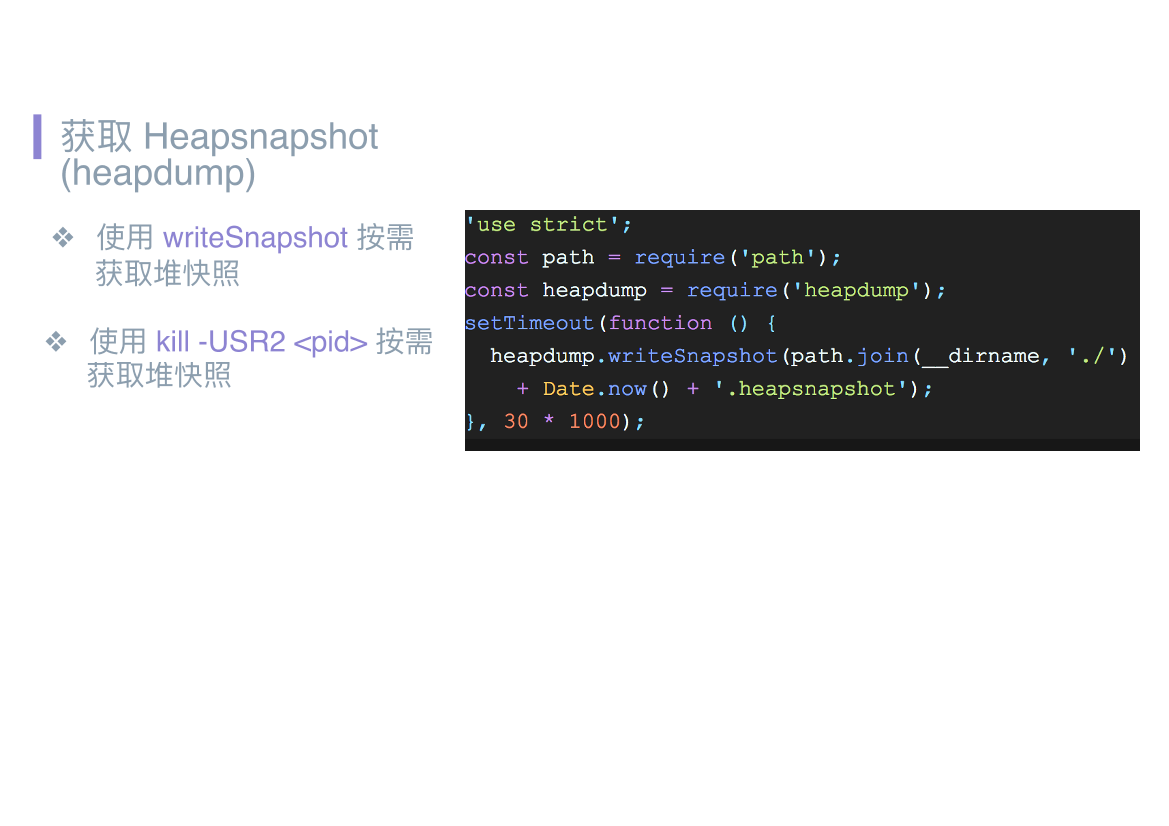 获取 Heapsnapshot
(heapdump)
❖ 使用 writeSnapshot 按需
获取堆快照
❖ 使用 kill -USR2 <pid> 按需
获取堆快照
'use strict';
const path = require('path');
const heapdump = require('heapdump');
setTimeout(function () {
  heapdump.writeSnapshot(path.join(__dirname, './')
    + Date.now() + '.heapsnapshot');
}, 30 * 1000);